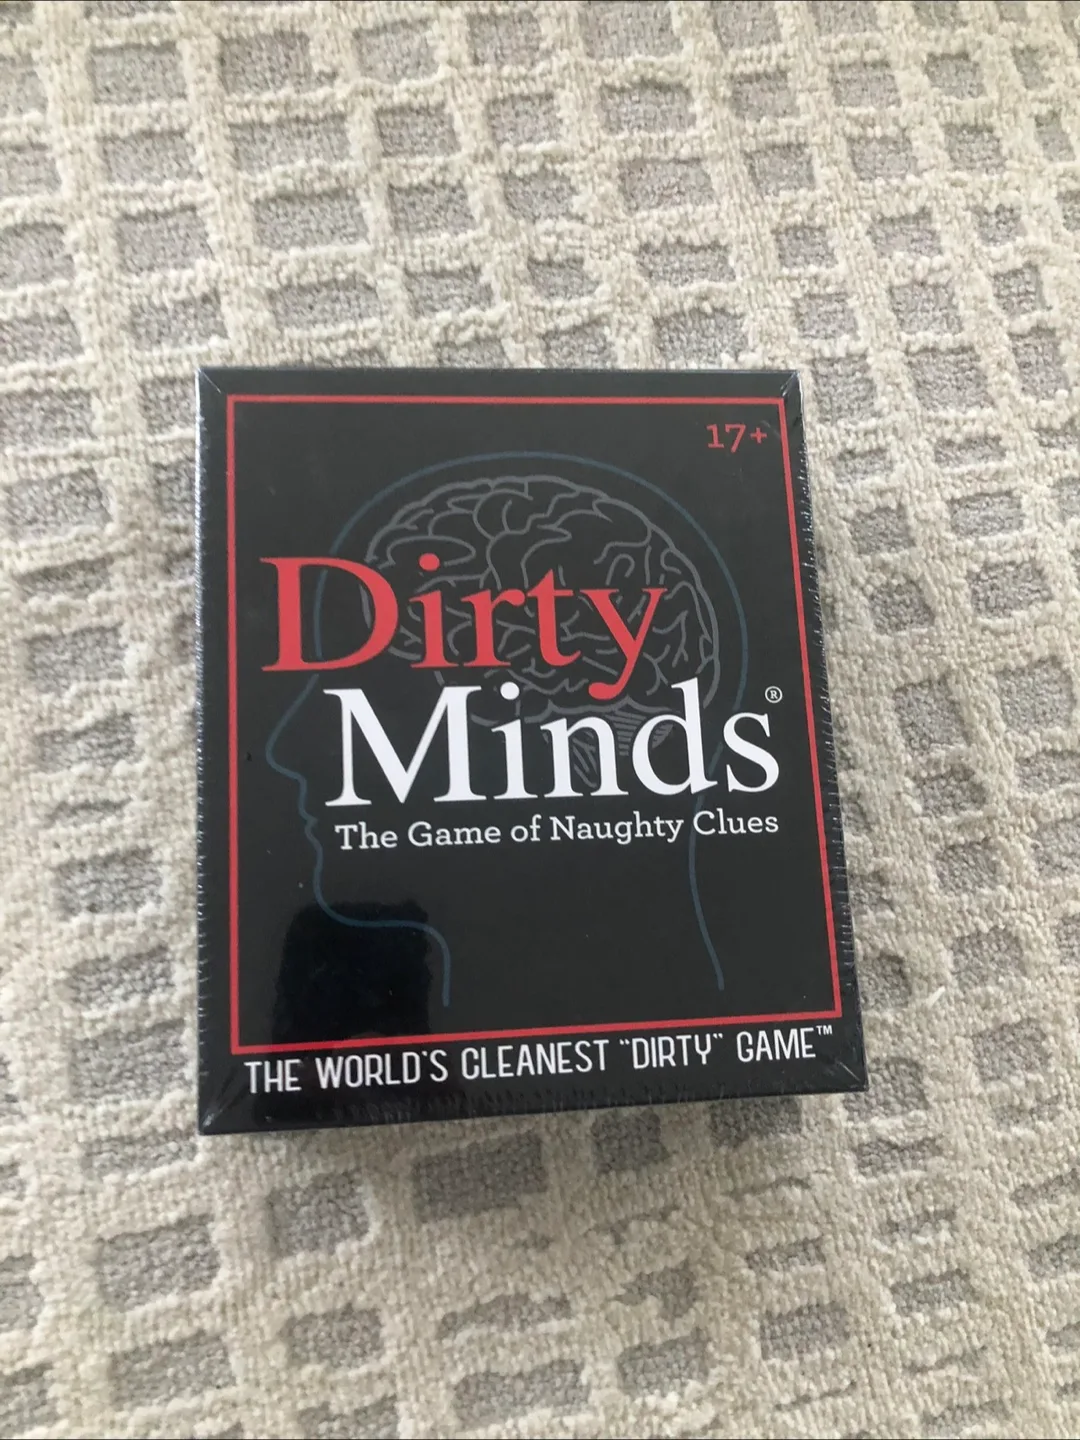 17+
Dirty
Minds®
The Game of Naughty Clues
THE WORLD'S CLEANEST "DIRTY" GAME™